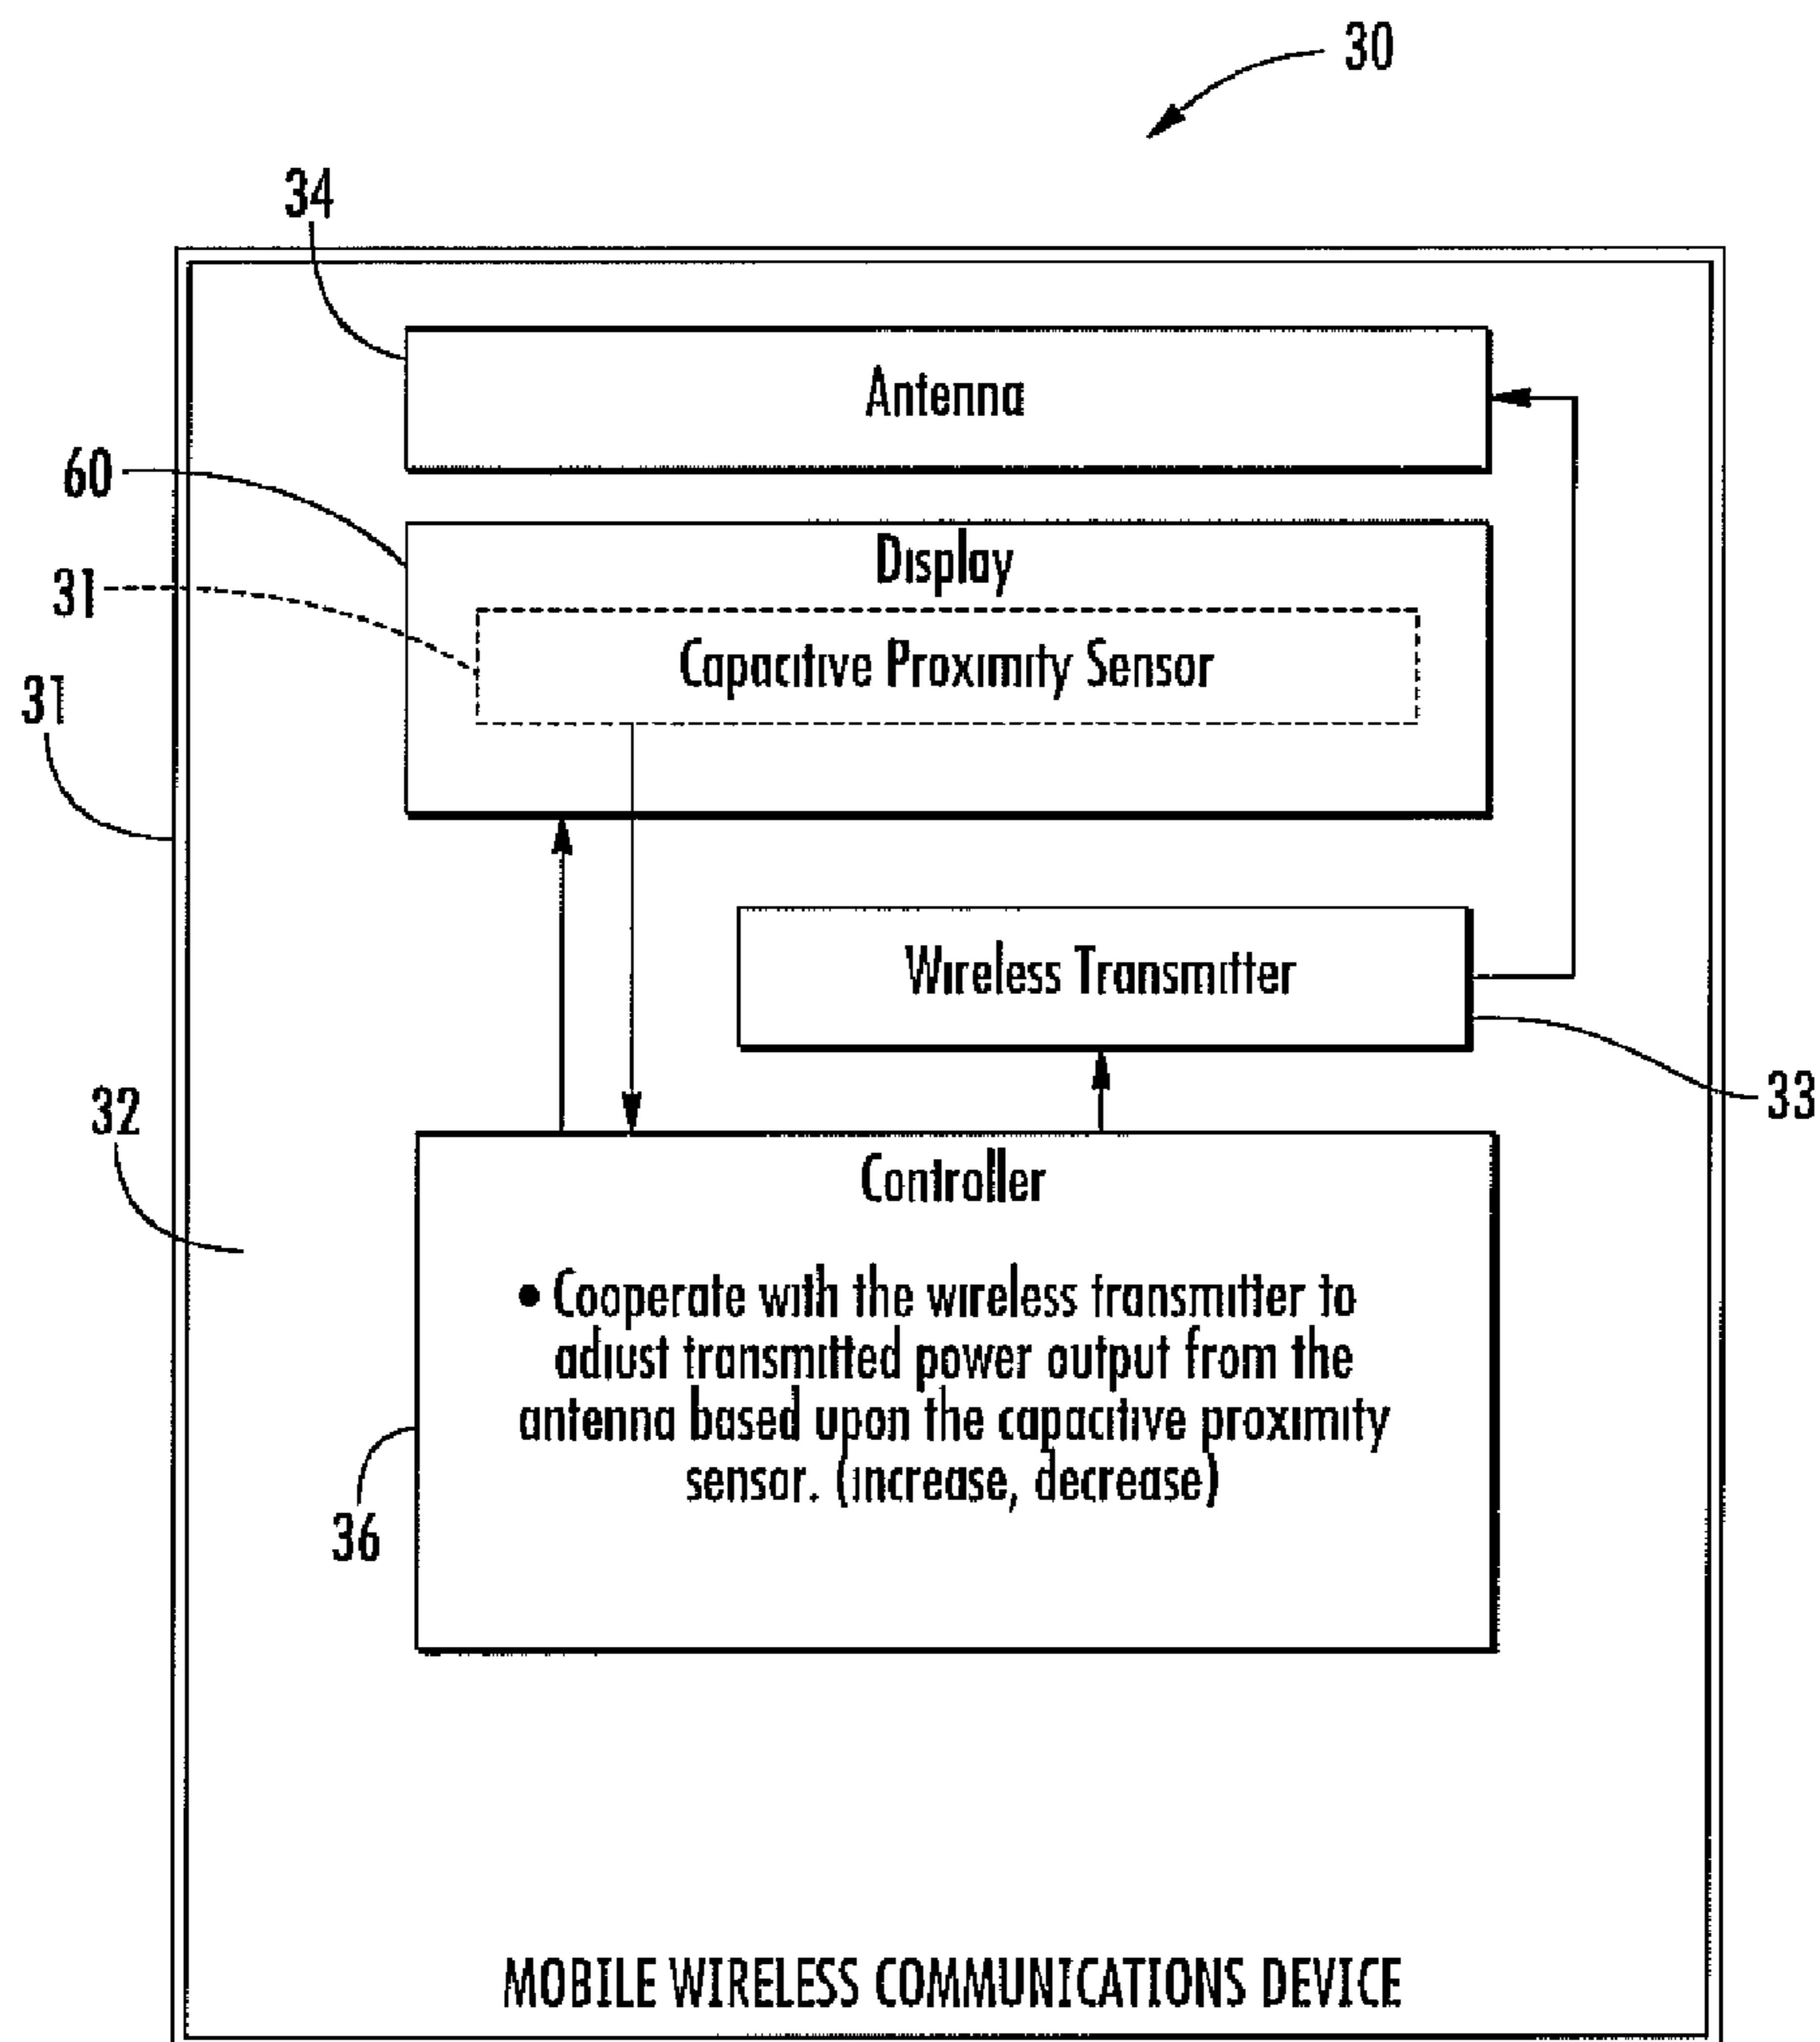 30
34
Antenna
60
Display
31
Capacitive Proximity Sensor
31
Wireless Transmitter
33
32
Controller
• Cooperate with the wireless transmitter to
adjust transmitted power output from the
antenna based upon the capacitive proximity
sensor. (increase, decrease)
36
MOBILE WIRELESS COMMUNICATIONS DEVICE